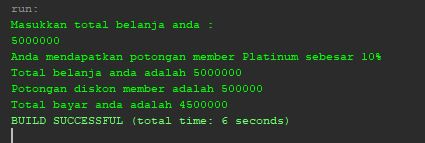 run:
Masukkan total belanja anda :
5000000
Anda mendapatkan potongan member Platinum sebesar 10%
Total belanja anda adalah 5000000
Potongan diskon member adalah 500000
Total bayar anda adalah 4500000
BUILD SUCCESSFUL (total time: 6 seconds)